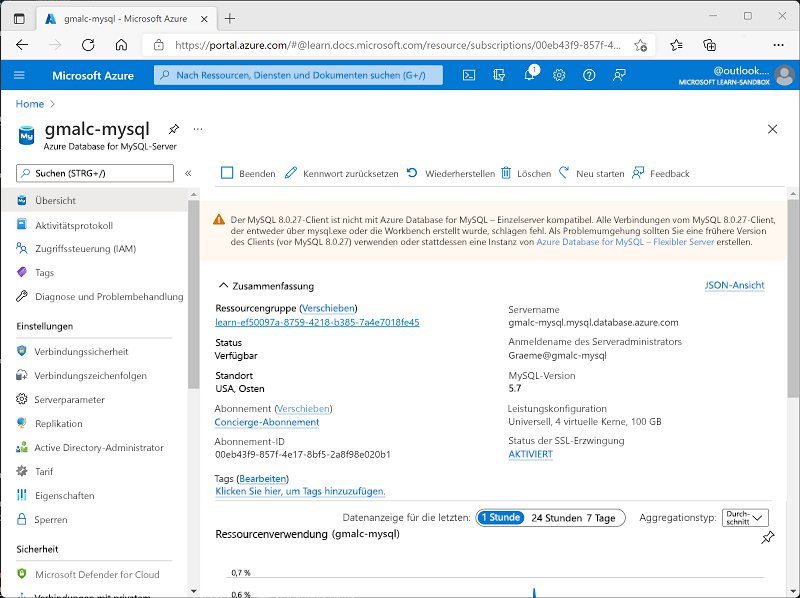 gmalc-mysql - Microsoft Azure
https://portal.azure.com/#@learn.docs.microsoft.com/resource/subscriptions/00eb43f9-857f-4...
Microsoft Azure
Nach Ressourcen, Diensten und Dokumenten suchen (G+/)
1
@outlook....
MICROSOFT LEARN-SANDBOX
Home
gmalc-mysql
Azure Database for MySQL-Server
Suchen (STRG+/)
Beenden
Kennwort zurücksetzen
Wiederherstellen
Löschen
Neu starten
Feedback
Übersicht
Aktivitätsprotokoll
Zugriffssteuerung (IAM)
Tags
Diagnose und Problembehandlung
Einstellungen
Verbindungssicherheit
Verbindungszeichenfolgen
Serverparameter
Replikation
Active Directory-Administrator
Tarif
Eigenschaften
Sperren
Sicherheit
Microsoft Defender for Cloud
Verbindungen mit privatem
Der MySQL 8.0.27-Client ist nicht mit Azure Database for MySQL – Einzelserver kompatibel. Alle Verbindungen vom MySQL 8.0.27-Client,
der entweder über mysql.exe oder die Workbench erstellt wurde, schlagen fehl. Als Problemumgehung sollten Sie eine frühere Version
des Clients (vor MySQL 8.0.27) verwenden oder stattdessen eine Instanz von Azure Database for MySQL – Flexibler Server erstellen.
Zusammenfassung
JSON-Ansicht
Ressourcengruppe (Verschieben)
learn-ef50097a-8759-4218-b385-7a4e7018fe45
Status
Verfügbar
Standort
USA, Osten
Abonnement (Verschieben)
Concierge-Abonnement
Abonnement-ID
00eb43f9-857f-4e17-8bf5-2a8f98e020b1
Tags (Bearbeiten)
Klicken Sie hier, um Tags hinzuzufügen.
Servername
gmalc-mysql.mysql.database.azure.com
Anmeldename des Serveradministrators
Graeme@gmalc-mysql
MySQL-Version
5.7
Leistungskonfiguration
Universell, 4 virtuelle Kerne, 100 GB
Status der SSL-Erzwingung
AKTIVIERT
Datenanzeige für die letzten:
1 Stunde
24 Stunden
7 Tage
Aggregationstyp:
Durch-
schnitt
Ressourcenverwendung (gmalc-mysql)
0,7 %
0,6 %